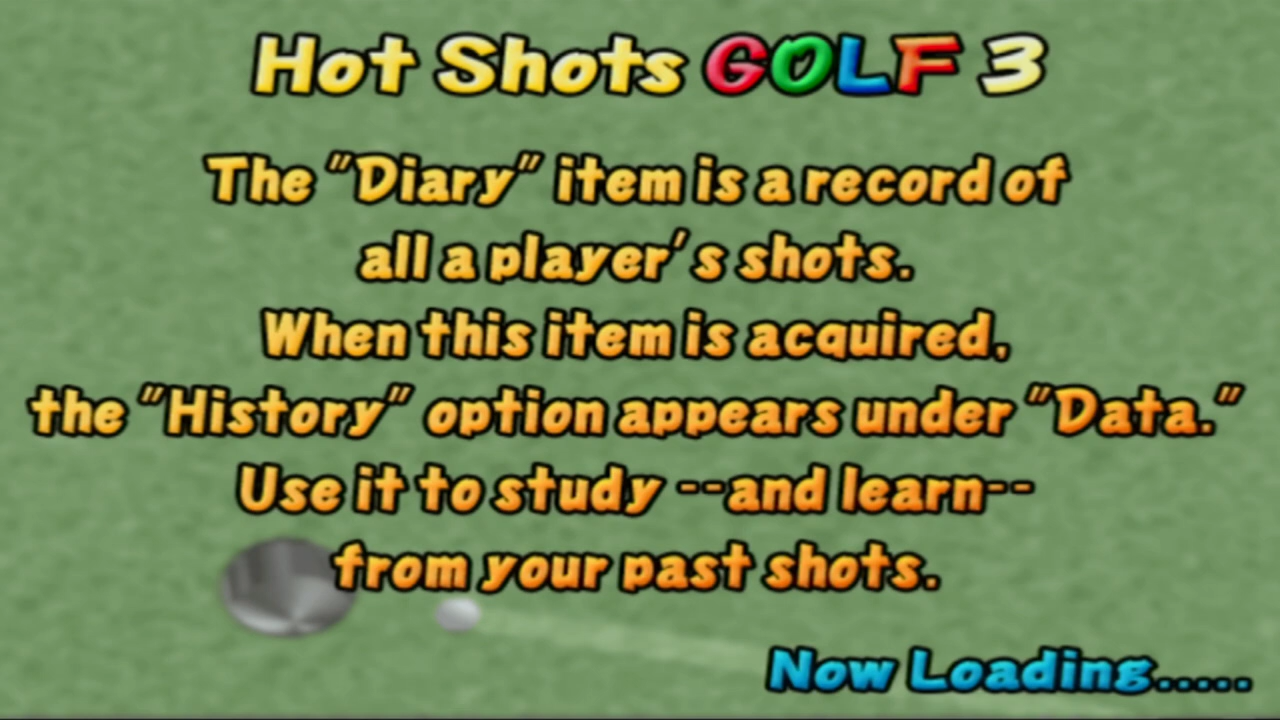 Hot Shots GOLF 3
The "Diary" item is a record of
all a player's shots.
When this item is acquired,
the "History" option appears under "Data."
Use it to study --and learn--
from your past shots.
Now Loading.....